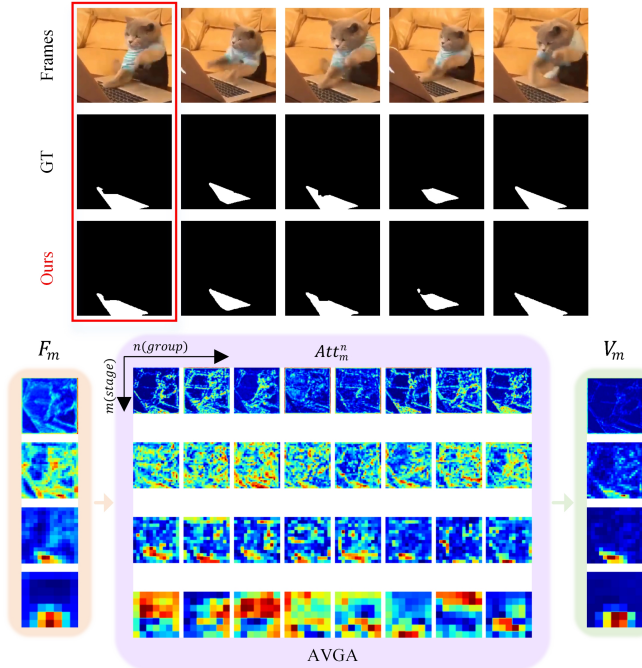 Frames
GT
Ours
F_m
n(group)
m(stage)
Att_m^n
V_m
AVGA